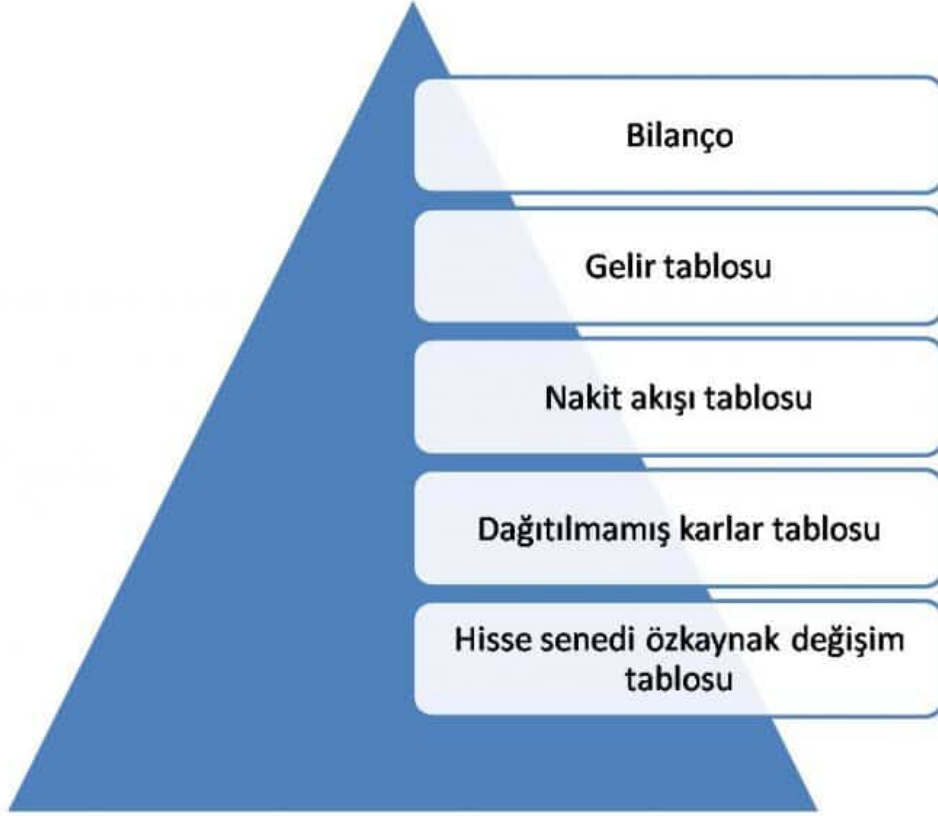 Bilanço
Gelir tablosu
Nakit akışı tablosu
Dağıtılmamış karlar tablosu
Hisse senedi özkaynak değişim
tablosu